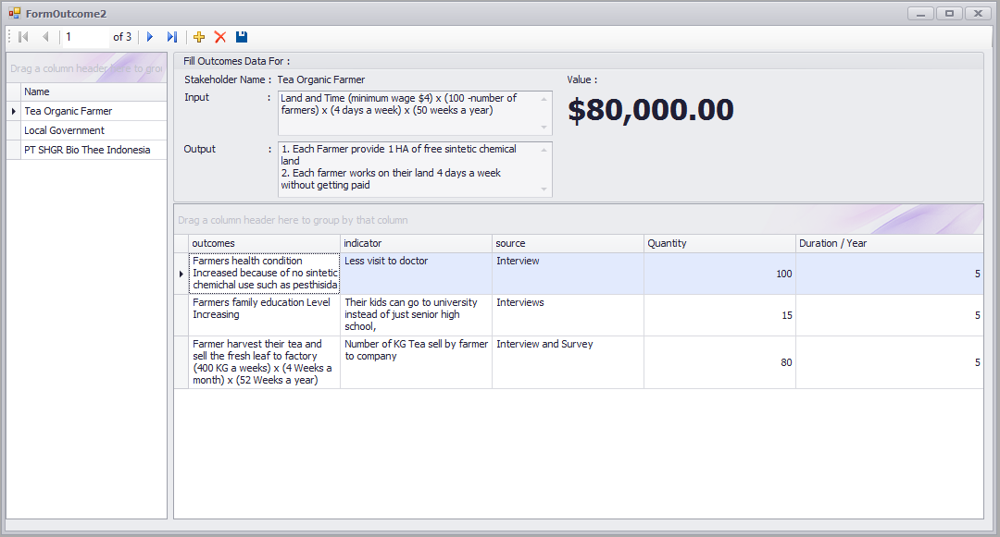 FormOutcome2
1 of 3
Drag a column header here to gro
Name
Tea Organic Farmer
Local Government
PT SHGR Bio Thee Indonesia
Fill Outcomes Data For :
Stakeholder Name : Tea Organic Farmer
Value :
Input :
Land and Time (minimum wage $4) x (100 -number of
farmers) x (4 days a week) x (50 weeks a year)
$80,000.00
Output :
1. Each Farmer provide 1 HA of free sintetic chemical
land
2. Each farmer works on their land 4 days a week
without getting paid
Drag a column header here to group by that column
outcomes indicator source Quantity Duration / Year
Farmers health condition
Increased because of no sintetic
chemichal use such as pesthisida
Less visit to doctor
Interview
100
5
Farmers family education Level
Increasing
Their kids can go to university
instead of just senior high
school,
Interviews
15
5
Farmer harvest their tea and
sell the fresh leaf to factory
(400 KG a weeks) x (4 Weeks a
month) x (52 Weeks a year)
Number of KG Tea sell by farmer
to company
Interview and Survey
80
5